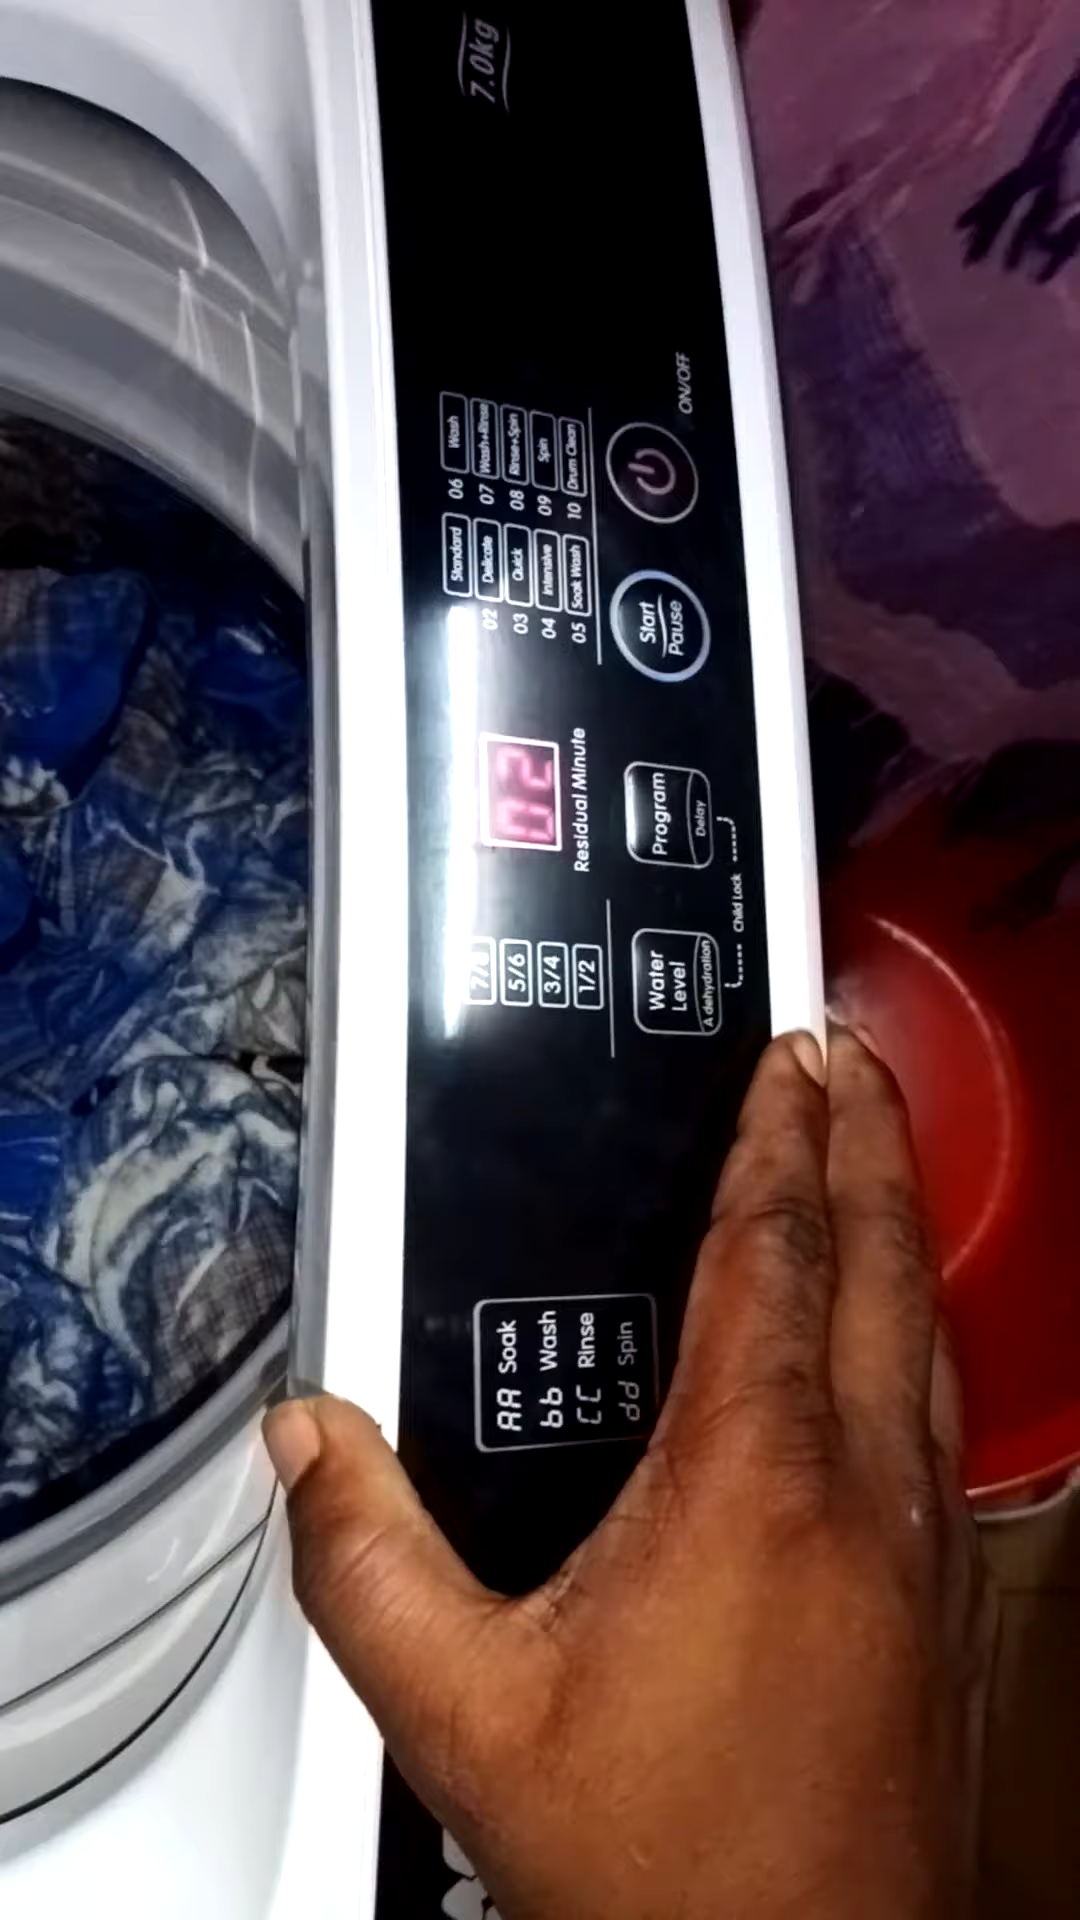 7.0kg
Standard
02 Delicate
03 Quick
04 Intensive
05 Soak Wash
06 Wash
07 Wash+Rinse
08 Rinse+Spin
09 Spin
10 Drum Clean
ON/OFF
Start
Pause
02
Residual Minute
Program
Delay
Child Lock
5/6
3/4
1/2
Water
Level
A dehydration
AA Soak
bb Wash
CC Rinse
dd Spin